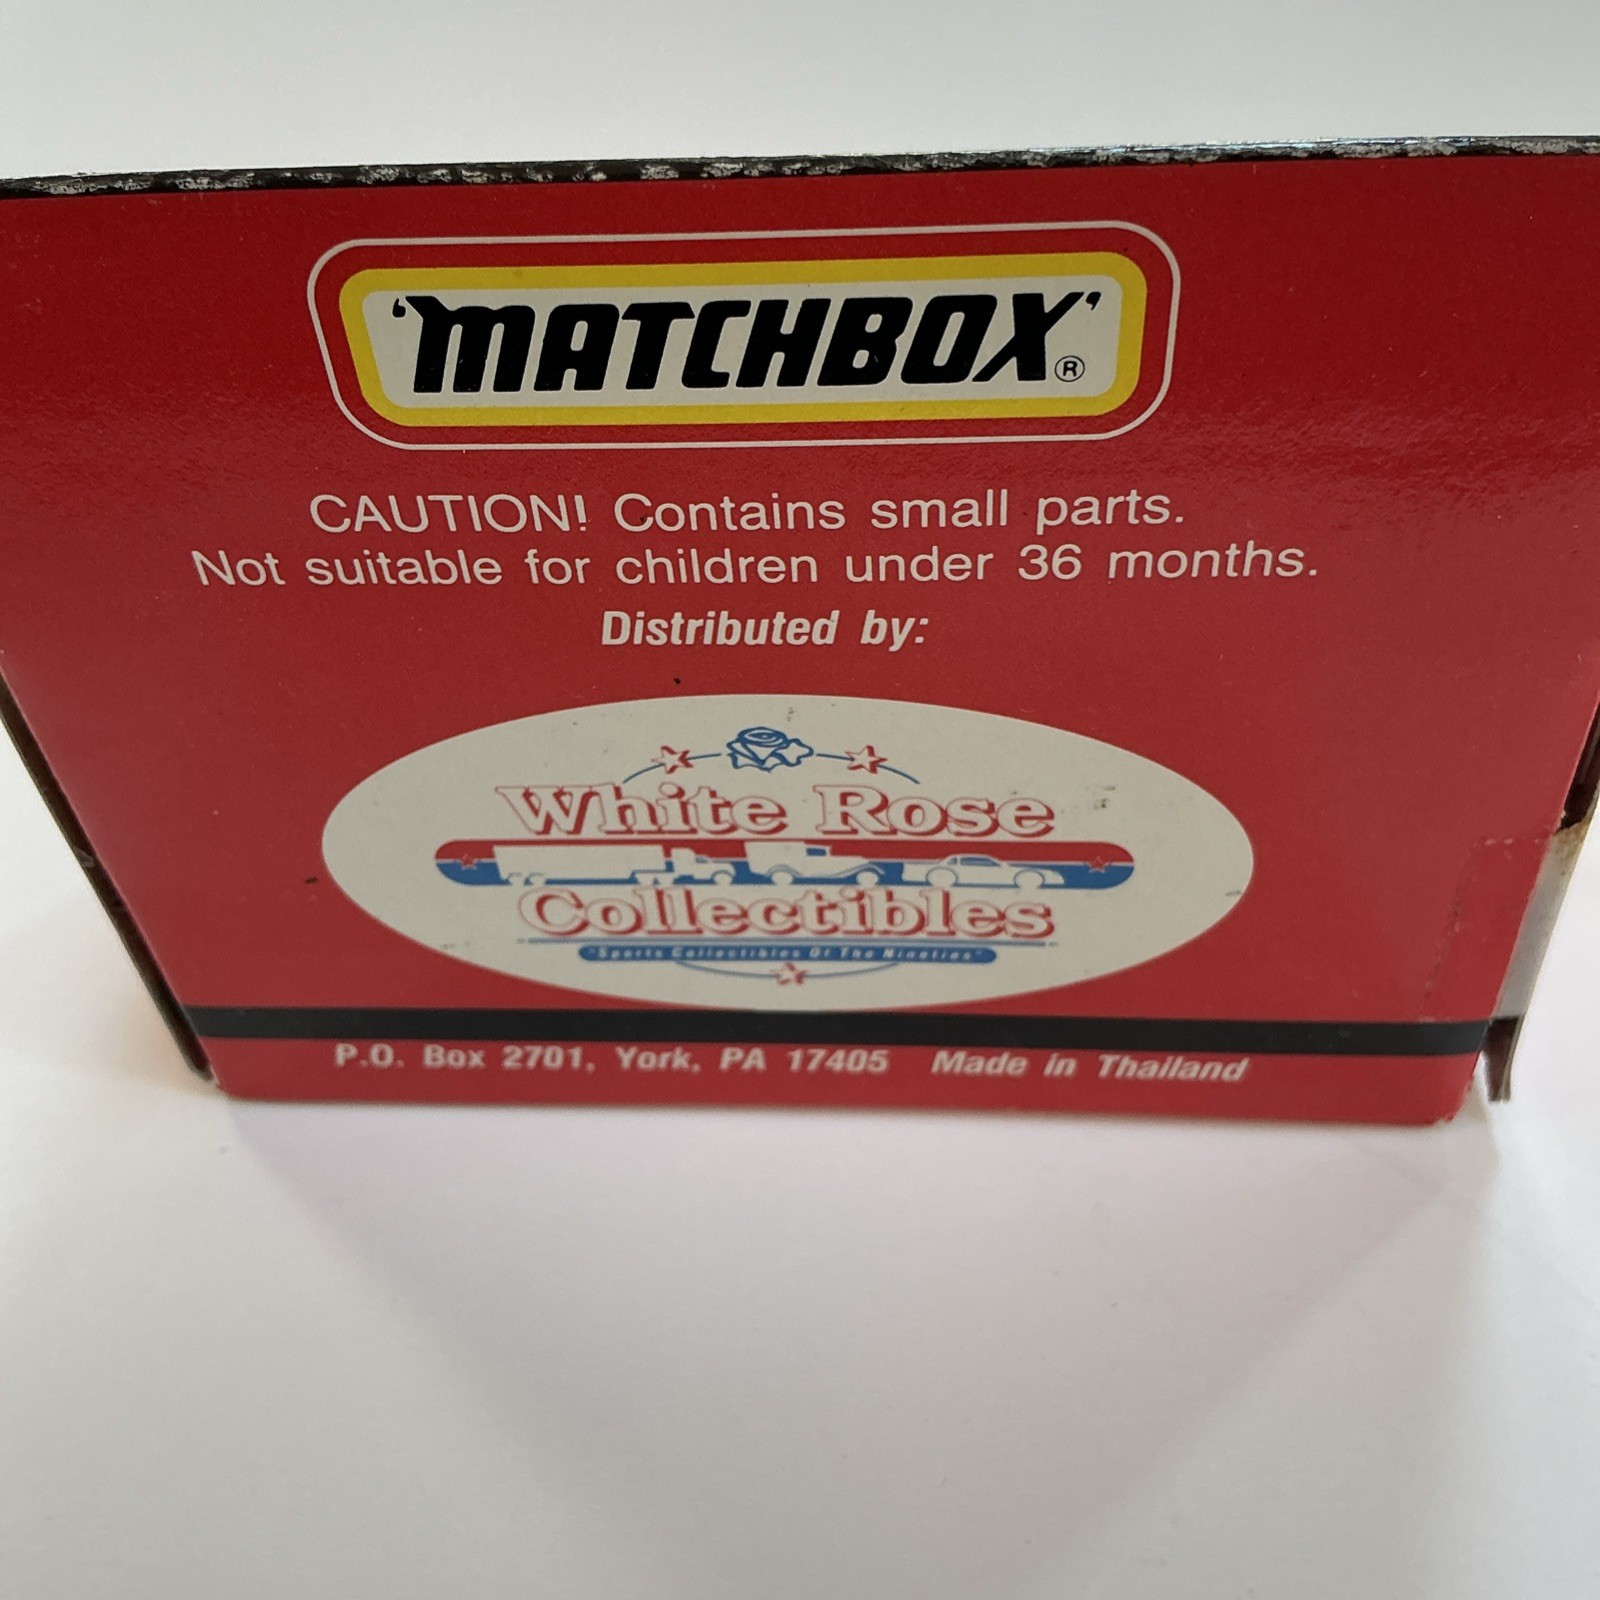 'MATCHBOX' ®
CAUTION! Contains small parts.
Not suitable for children under 36 months.
Distributed by:
White Rose
Collectibles
"Sports Collectibles Of The Nineties"
P.O. Box 2701, York, PA 17405 Made in Thailand